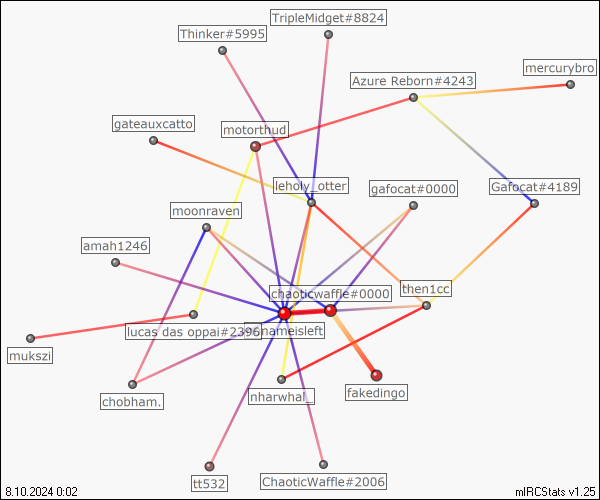 TripleMidget#8824
Thinker#5995
mercurybro
Azure Reborn#4243
gateauxcatto
motorthud
leholy_otter
gafocat#0000
Gafocat#4189
moonraven
amah1246
chaoticwaffle#0000
then1cc
lucas das oppai#2396
nameisleft
mukszi
chobham.
nharwhal_
fakedingo
tt532
ChaoticWaffle#2006
8.10.2024 0:02
mIRCStats v1.25